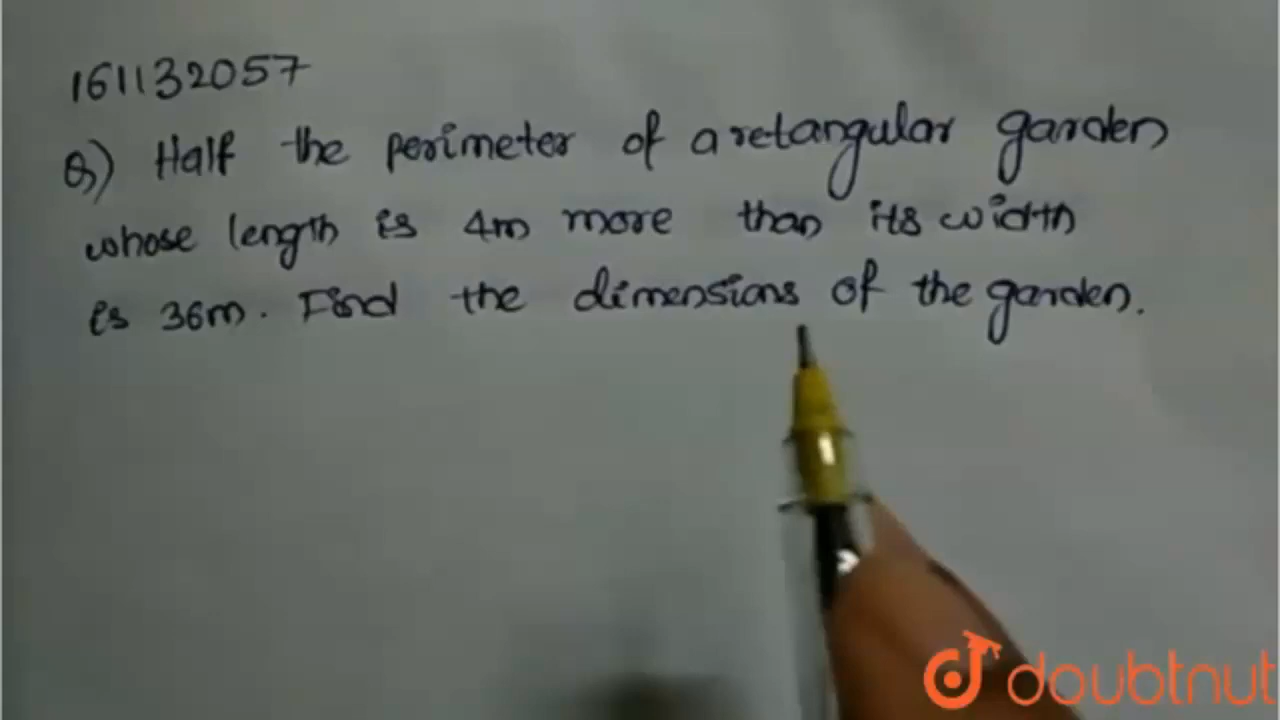 161132057
Q) Half the perimeter of a retangular garden
whose length is 4m more than its width
is 36m. Find the dimensions of the garden.
doubtnut